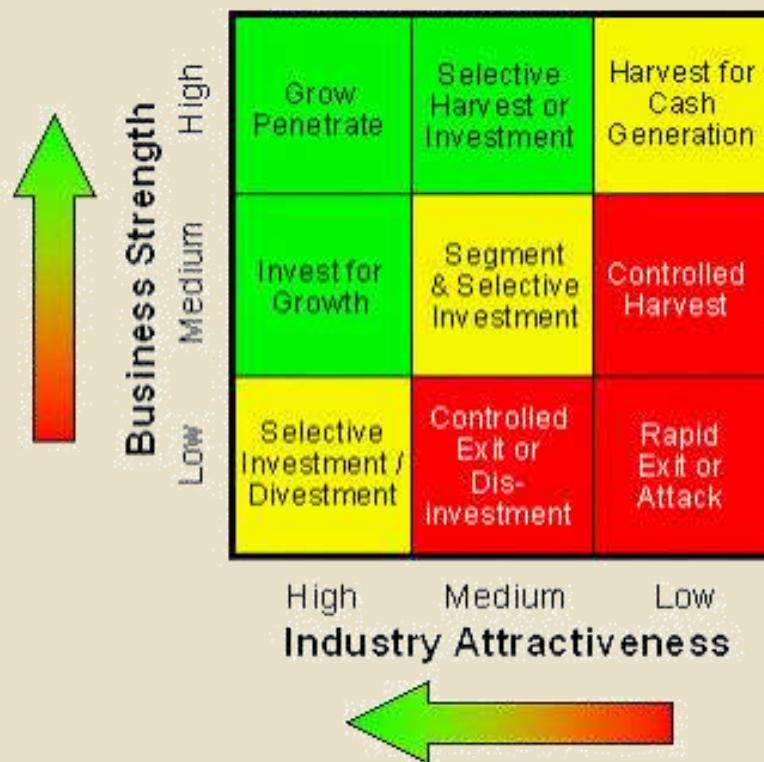 Business Strength
High
Medium
Low
Grow
Penetrate
Selective
Harvest or
Investment
Harvest for
Cash
Generation
Invest for
Growth
Segment
& Selective
Investment
Controlled
Harvest
Selective
Investment /
Divestment
Controlled
Exit or
Dis-
investment
Rapid
Exit or
Attack
High Medium Low
Industry Attractiveness